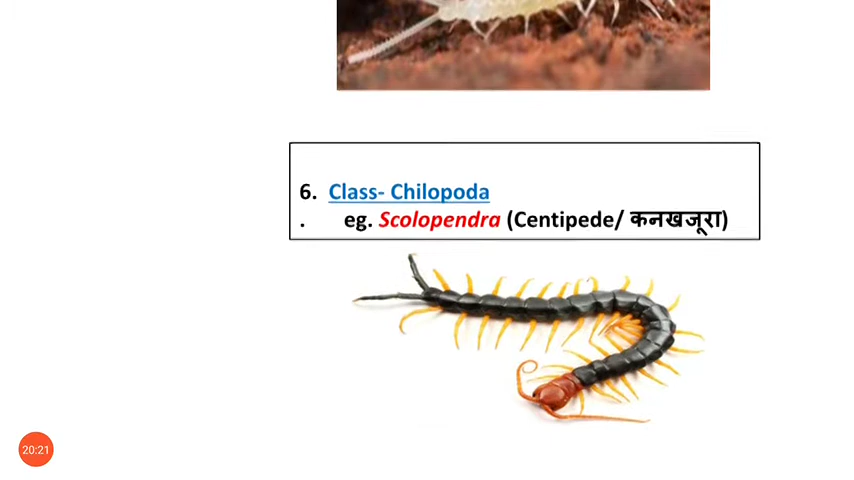 6. Class- Chilopoda
. eg. Scolopendra (Centipede/ कनखजूरा)
20:21